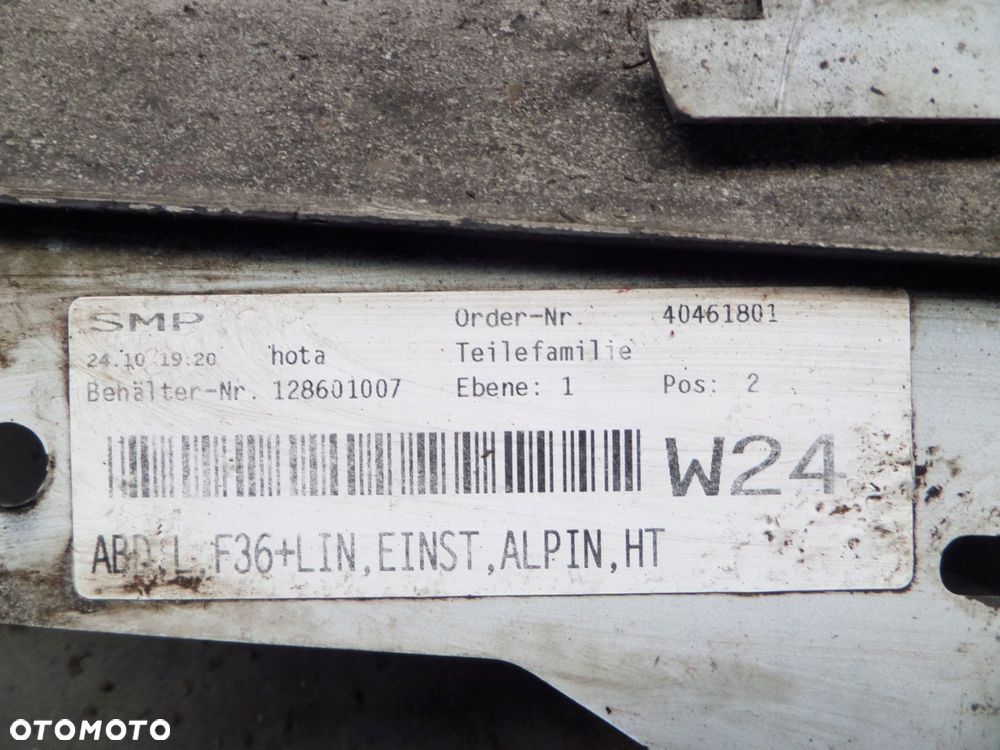 SMP Order-Nr. 40461801
24.10 19:20 hota Teilefamilie
Behälter-Nr. 128601007 Ebene: 1 Pos: 2
W24
ABD,L F36+LIN,EINST,ALPIN,HT
OTOMOTO